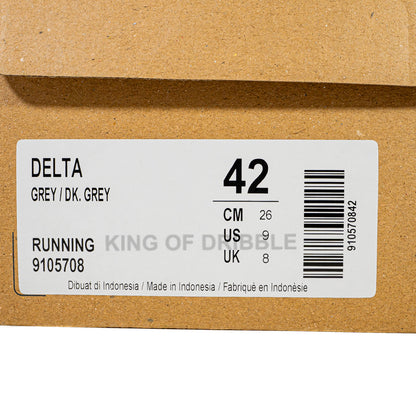 DELTA
GREY / DK. GREY
42
CM 26
US 9
UK 8
KING OF DRIBBLE
RUNNING
9105708
910570842
Dibuat di Indonesia / Made in Indonesia / Fabriqué en Indonèsie